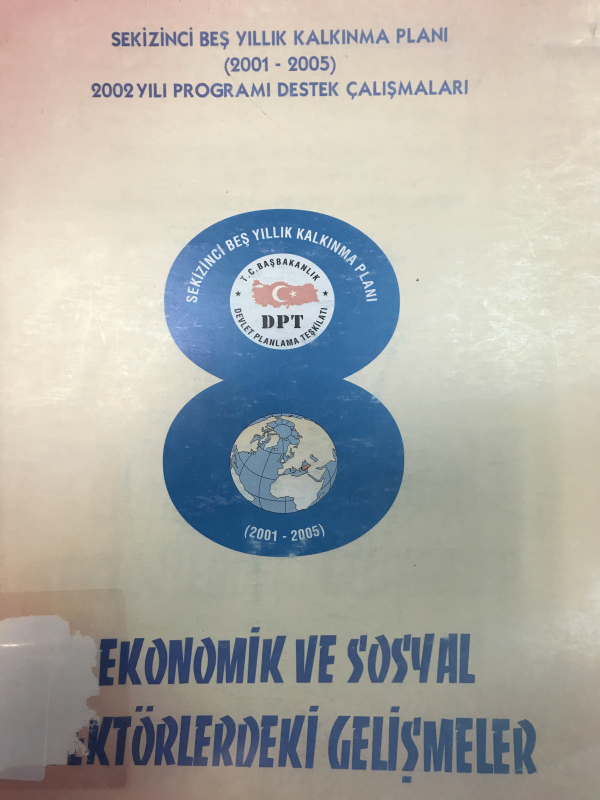 SEKİZİNCİ BEŞ YILLIK KALKINMA PLANI
(2001 - 2005)
2002 YILI PROGRAMI DESTEK ÇALIŞMALARI
SEKİZİNCİ BEŞ YILLIK KALKINMA PLANI
T.C. BAŞBAKANLIK
DPT
DEVLET PLANLAMA TEŞKİLATI
(2001 - 2005)
EKONOMİK VE SOSYAL
EKTÖRLERDEKİ GELİŞMELER